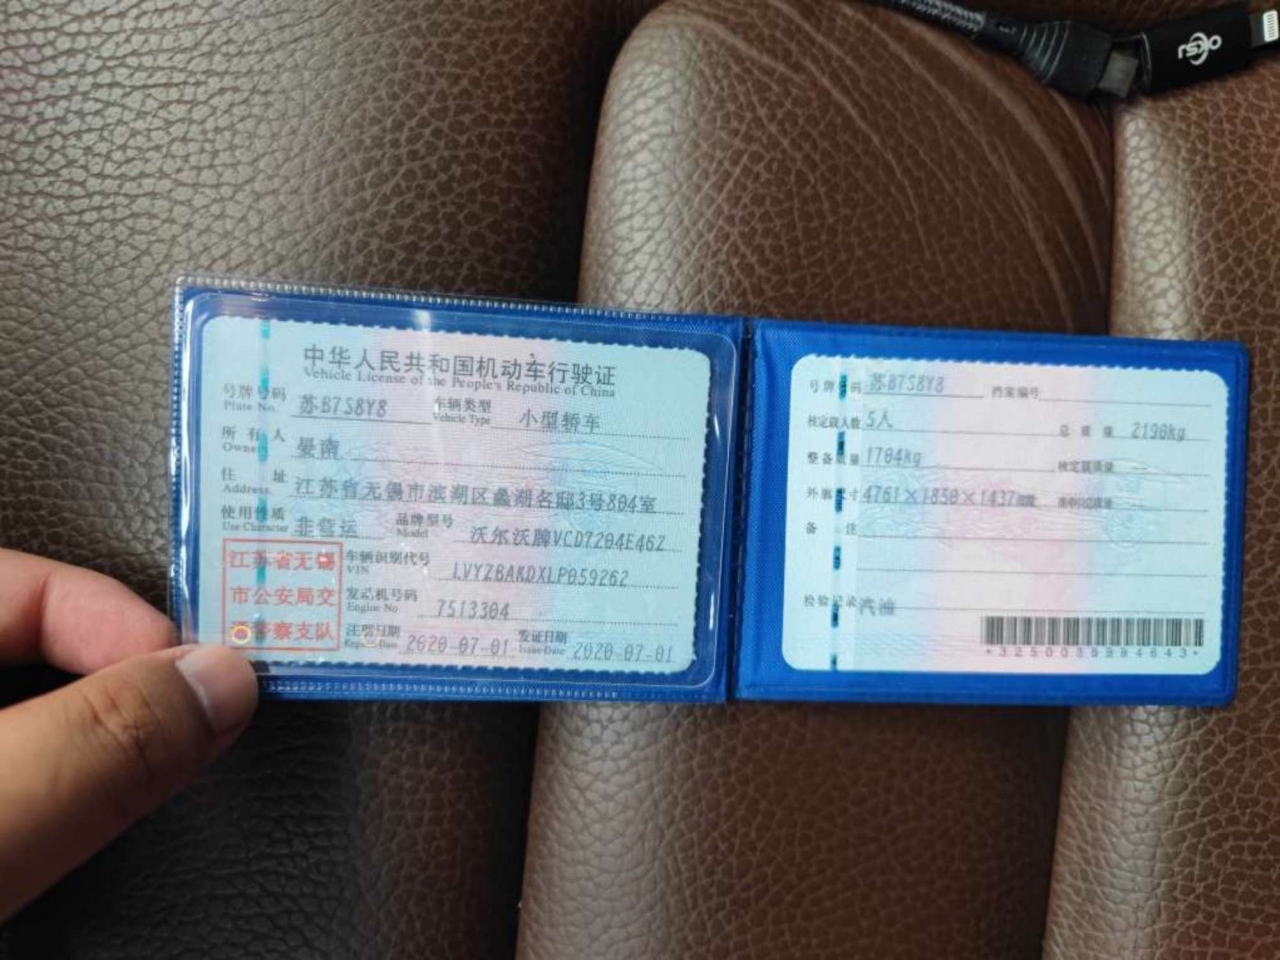 中华人民共和国机动车行驶证
Vehicle License of the People's Republic of China
号牌号码 苏B7S8Y8 车辆类型 小型轿车
Plate No. Vehicle Type
所有人 晏南
Owner
住址 江苏省无锡市滨湖区蠡湖名邸3号804室
Address
使用性质 非营运 品牌型号 沃尔沃牌VCD7204E46Z
Use Character Model
江苏省无锡
市公安局交
通警察支队
车辆识别代号 LVYZBAKDXLP059262
VIN
发动机号码 7513304
Engine No.
注册日期 2020-07-01 发证日期 2020-07-01
Register Date Issue Date
号牌号码 苏B7S8Y8 档案编号
核定载人数 5人 总质量 2190kg
整备质量 1704kg 核定载质量 --
外廓尺寸 4761×1850×1437mm
备注
检验记录 汽油